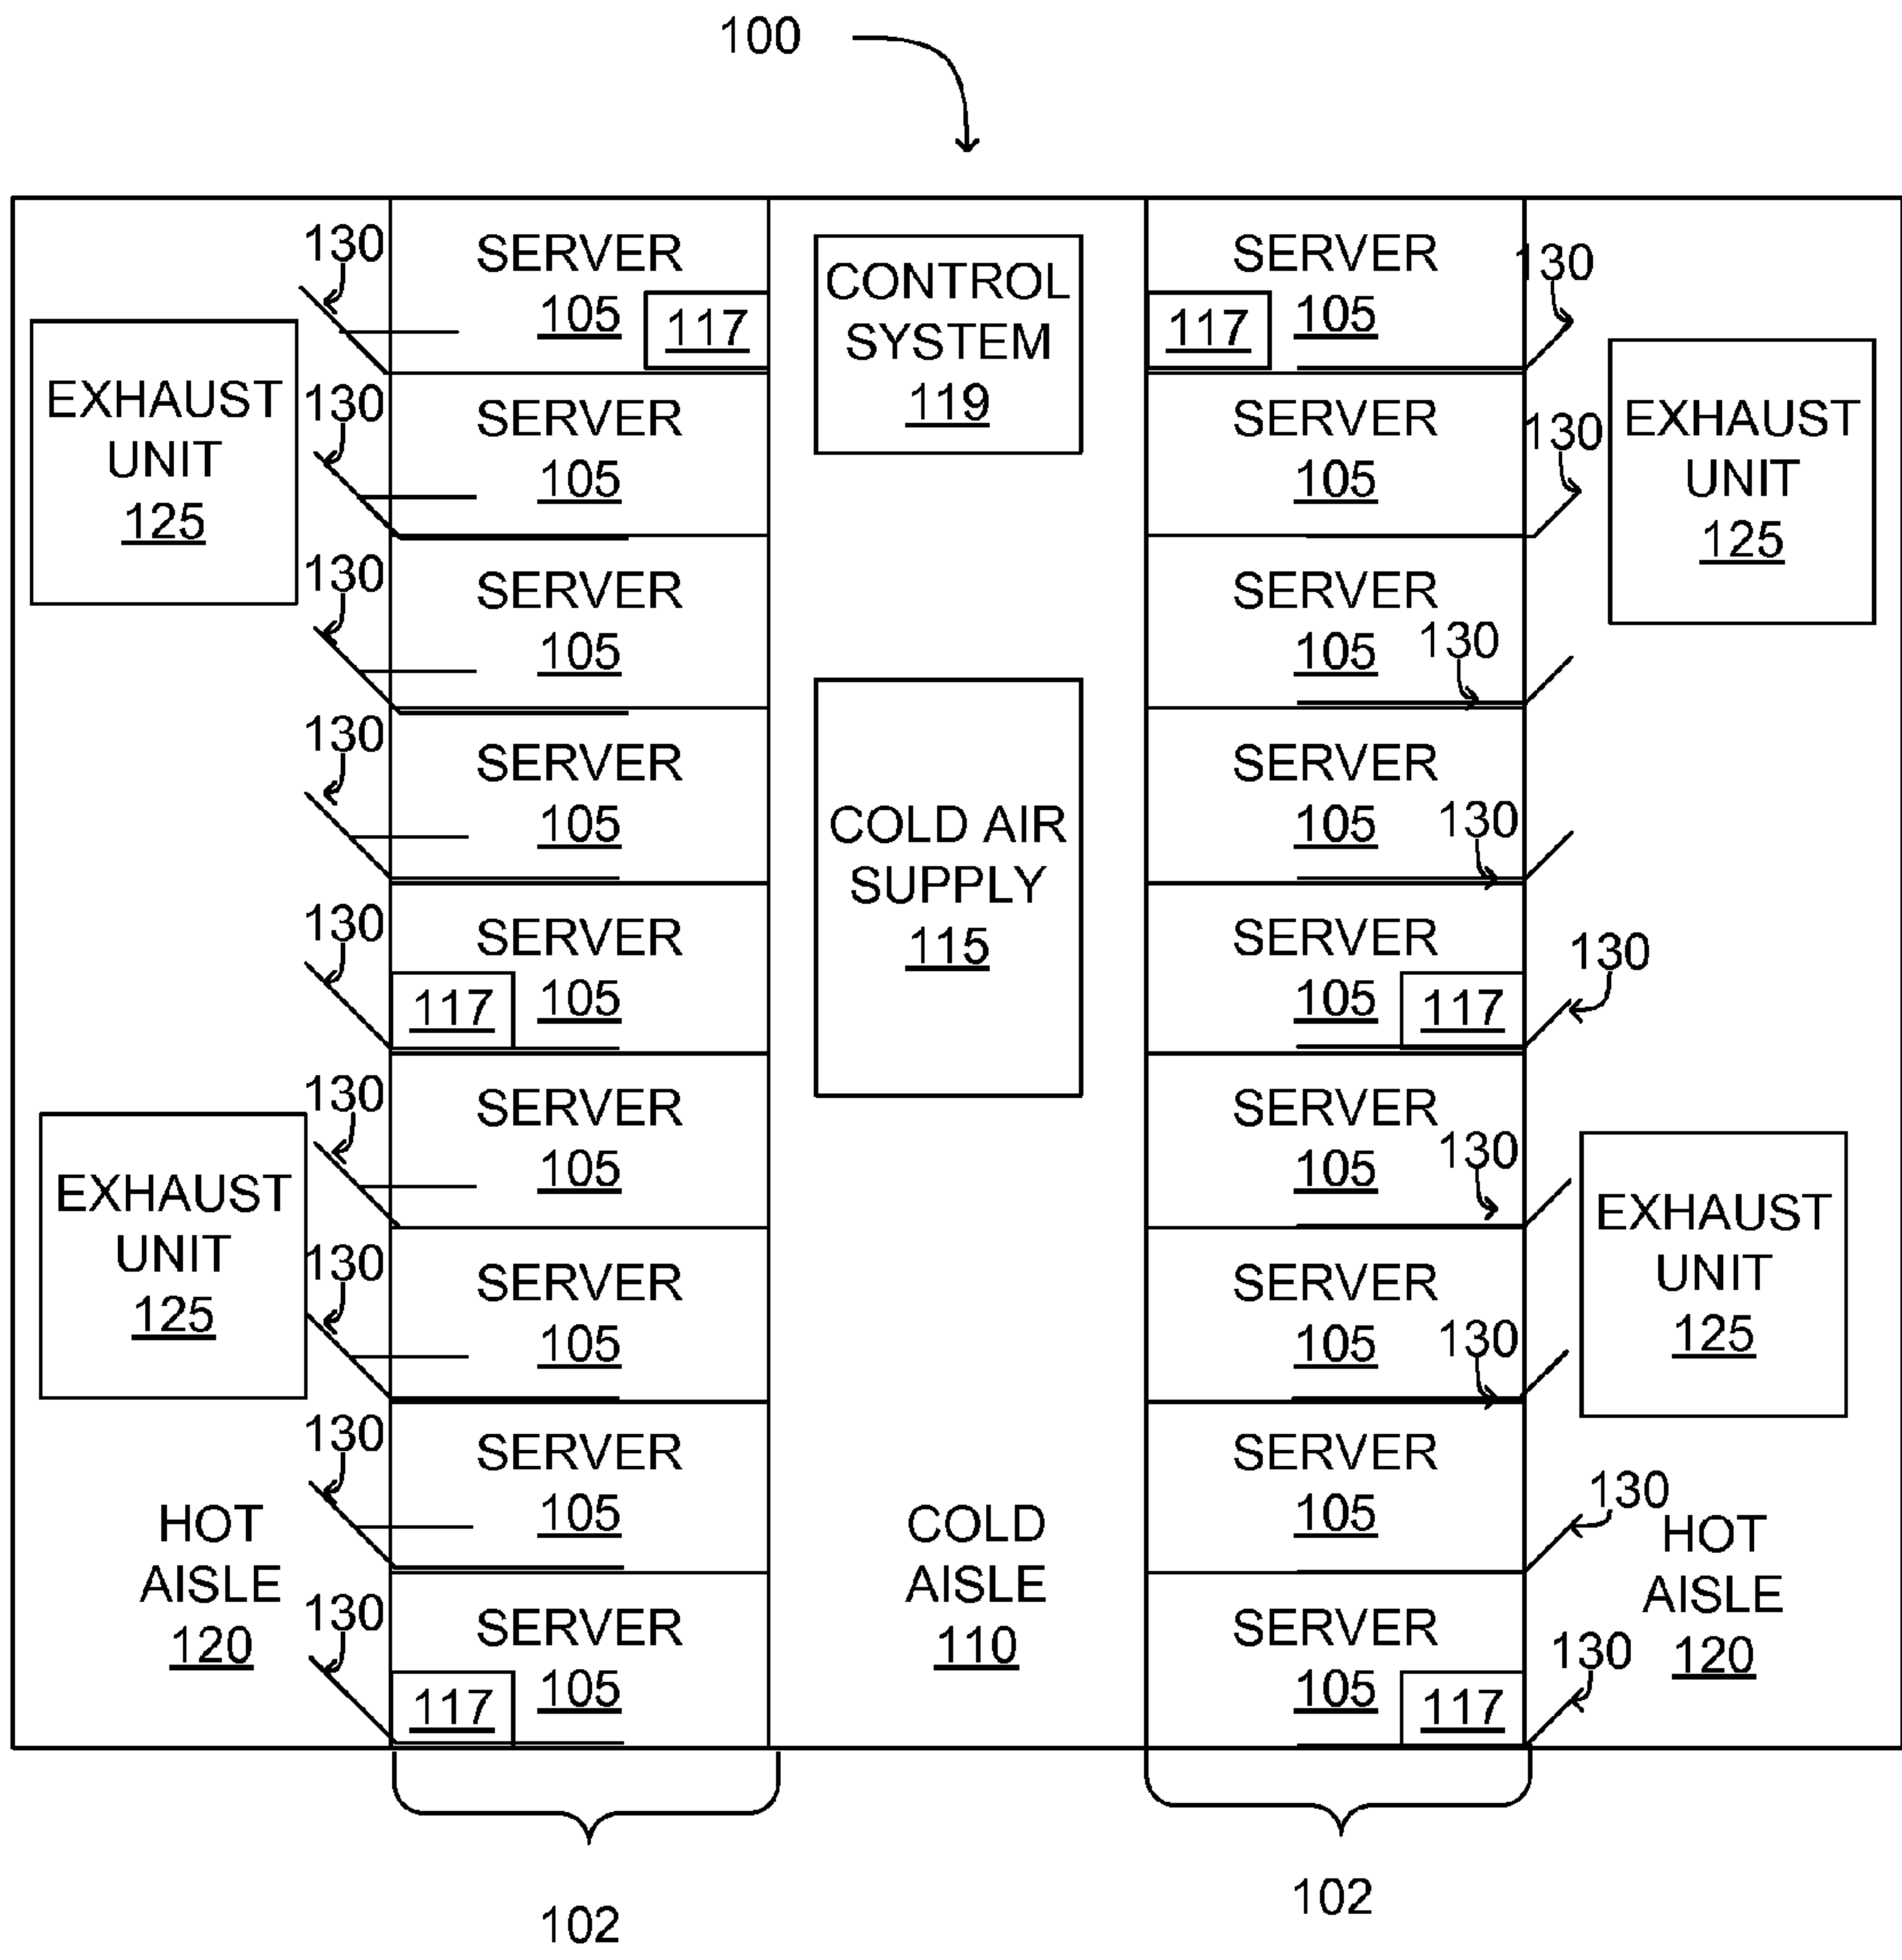 100
130
SERVER
105
117
CONTROL
SYSTEM
119
SERVER
105
117
130
EXHAUST
UNIT
125
130
SERVER
105
SERVER
105
130
EXHAUST
UNIT
125
130
SERVER
105
SERVER
105
130
130
SERVER
105
COLD AIR
SUPPLY
115
SERVER
105
130
130
SERVER
105
117
SERVER
105
117
130
130
SERVER
105
SERVER
105
130
EXHAUST
UNIT
125
130
SERVER
105
SERVER
105
130
EXHAUST
UNIT
125
130
SERVER
105
SERVER
105
130
HOT
AISLE
120
COLD
AISLE
110
HOT
AISLE
120
130
SERVER
105
117
SERVER
105
117
130
102
102